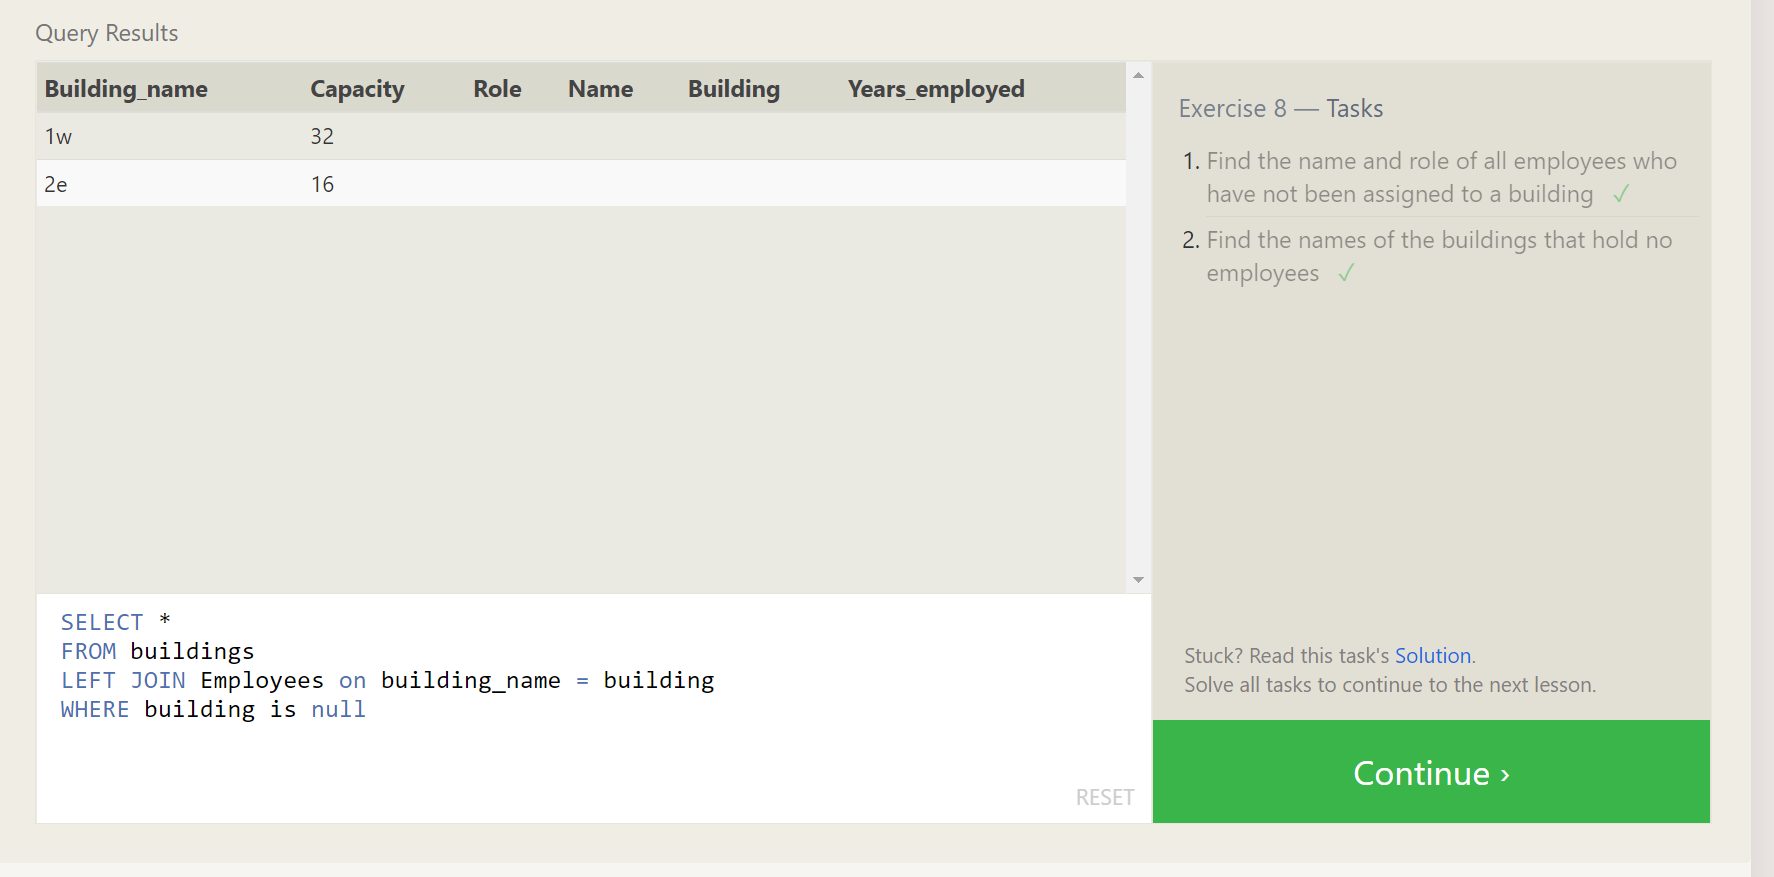 Query Results
Building_name Capacity Role Name Building Years_employed
1w 32
2e 16
SELECT *
FROM buildings
LEFT JOIN Employees on building_name = building
WHERE building is null
RESET
Exercise 8 — Tasks
1. Find the name and role of all employees who
have not been assigned to a building ✓
2. Find the names of the buildings that hold no
employees ✓
Stuck? Read this task's Solution.
Solve all tasks to continue to the next lesson.
Continue ›